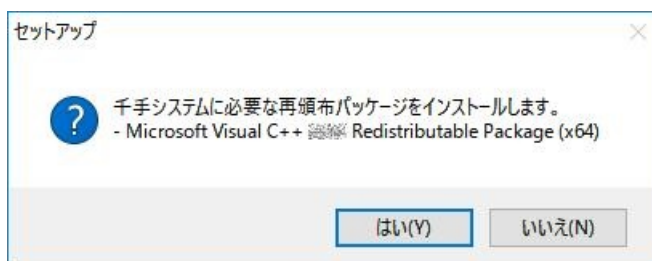 セットアップ
千手システムに必要な再頒布パッケージをインストールします。
- Microsoft Visual C++ Redistributable Package (x64)
はい(Y)
いいえ(N)